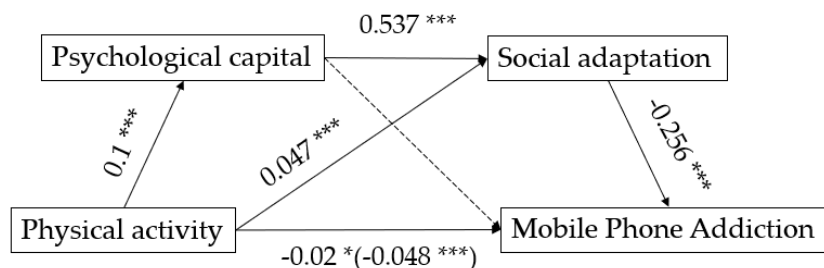 0.537 ***
Psychological capital
Social adaptation
0.1 ***
0.047 ***
-0.256 ***
Physical activity
Mobile Phone Addiction
-0.02 *(-0.048 ***)